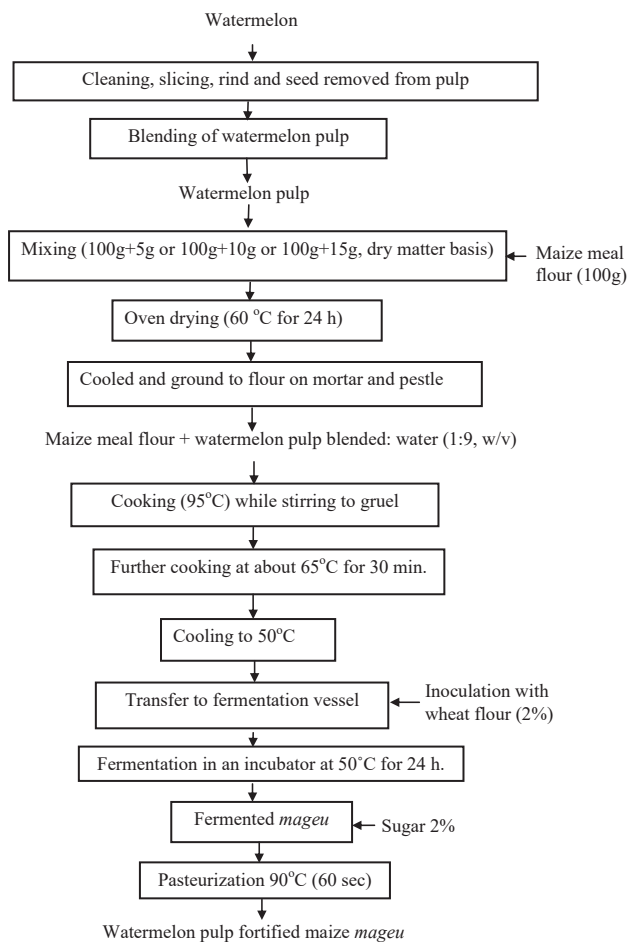 Watermelon
Cleaning, slicing, rind and seed removed from pulp
Blending of watermelon pulp
Watermelon pulp
Mixing (100g+5g or 100g+10g or 100g+15g, dry matter basis)
Maize meal
flour (100g)
Oven drying (60 °C for 24 h)
Cooled and ground to flour on mortar and pestle
Maize meal flour + watermelon pulp blended: water (1:9, w/v)
Cooking (95°C) while stirring to gruel
Further cooking at about 65°C for 30 min.
Cooling to 50°C
Transfer to fermentation vessel
Inoculation with
wheat flour (2%)
Fermentation in an incubator at 50˚C for 24 h.
Fermented mageu
Sugar 2%
Pasteurization 90°C (60 sec)
Watermelon pulp fortified maize mageu